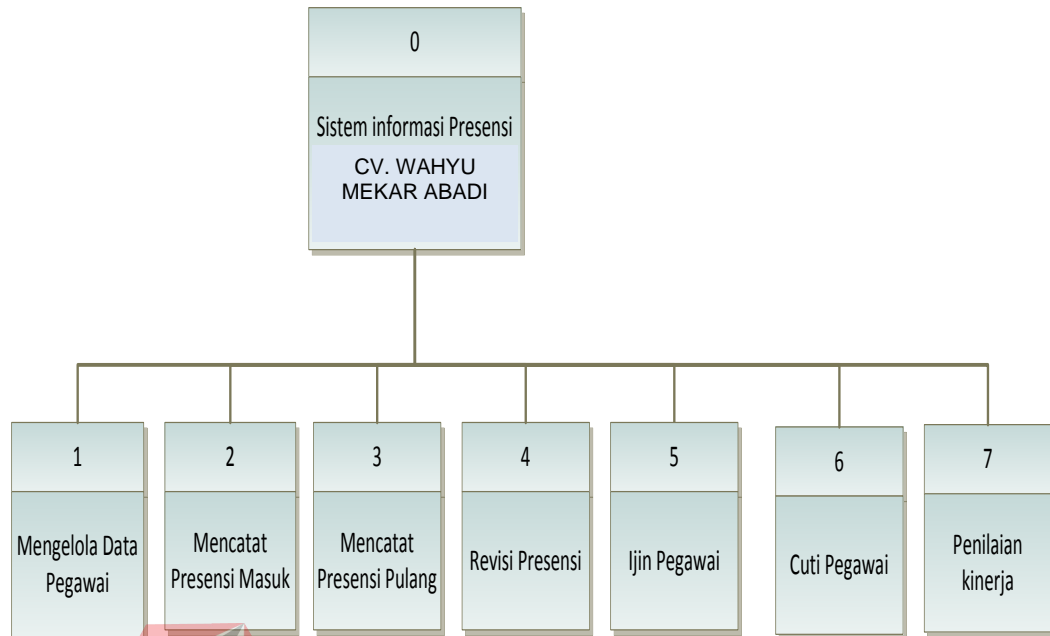 0
Sistem informasi Presensi
CV. WAHYU
MEKAR ABADI
1
Mengelola Data
Pegawai
2
Mencatat
Presensi Masuk
3
Mencatat
Presensi Pulang
4
Revisi Presensi
5
Ijin Pegawai
6
Cuti Pegawai
7
Penilaian
kinerja